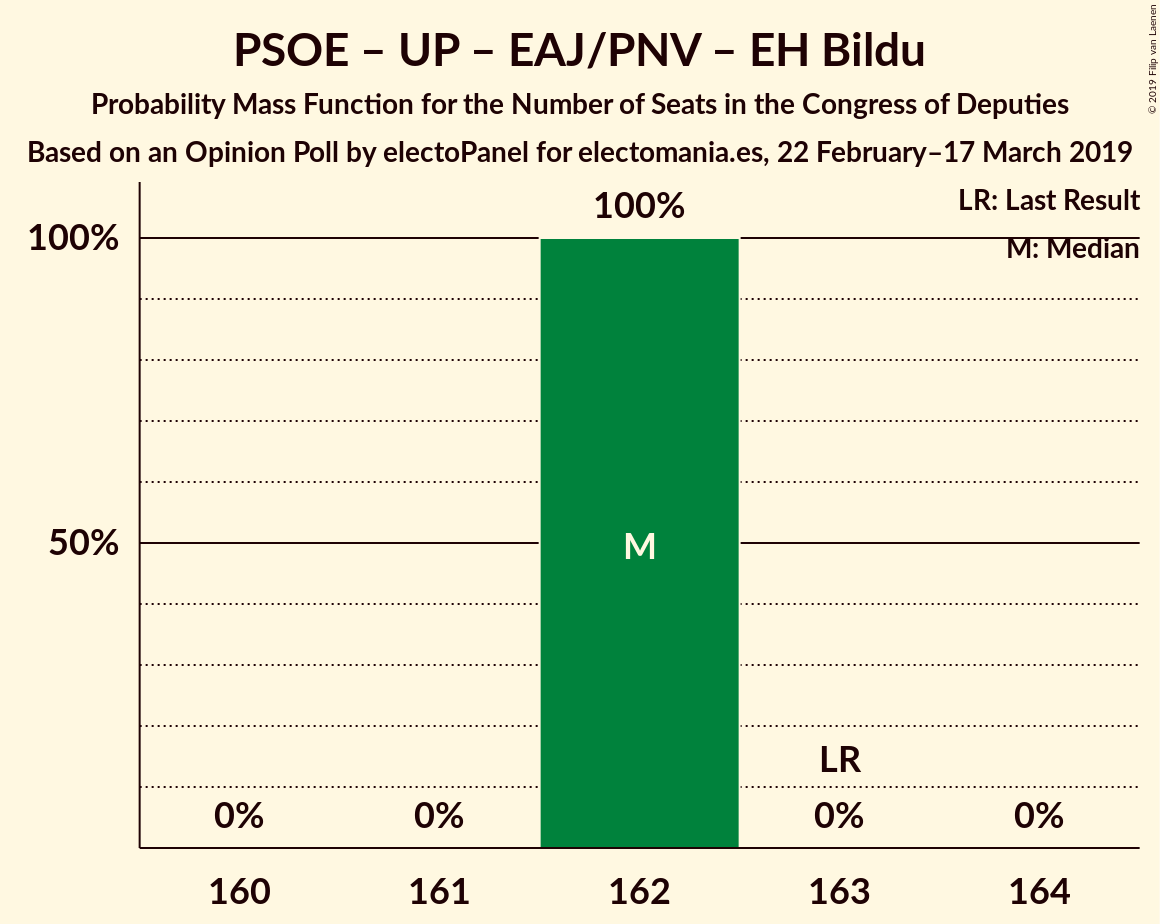 PSOE – UP – EAJ/PNV – EH Bildu
Probability Mass Function for the Number of Seats in the Congress of Deputies
Based on an Opinion Poll by electoPanel for electomania.es, 22 February–17 March 2019
© 2019 Filip van Laenen
LR: Last Result
M: Median
100%
100%
50%
M
LR
0%
0%
0%
0%
160
161
162
163
164